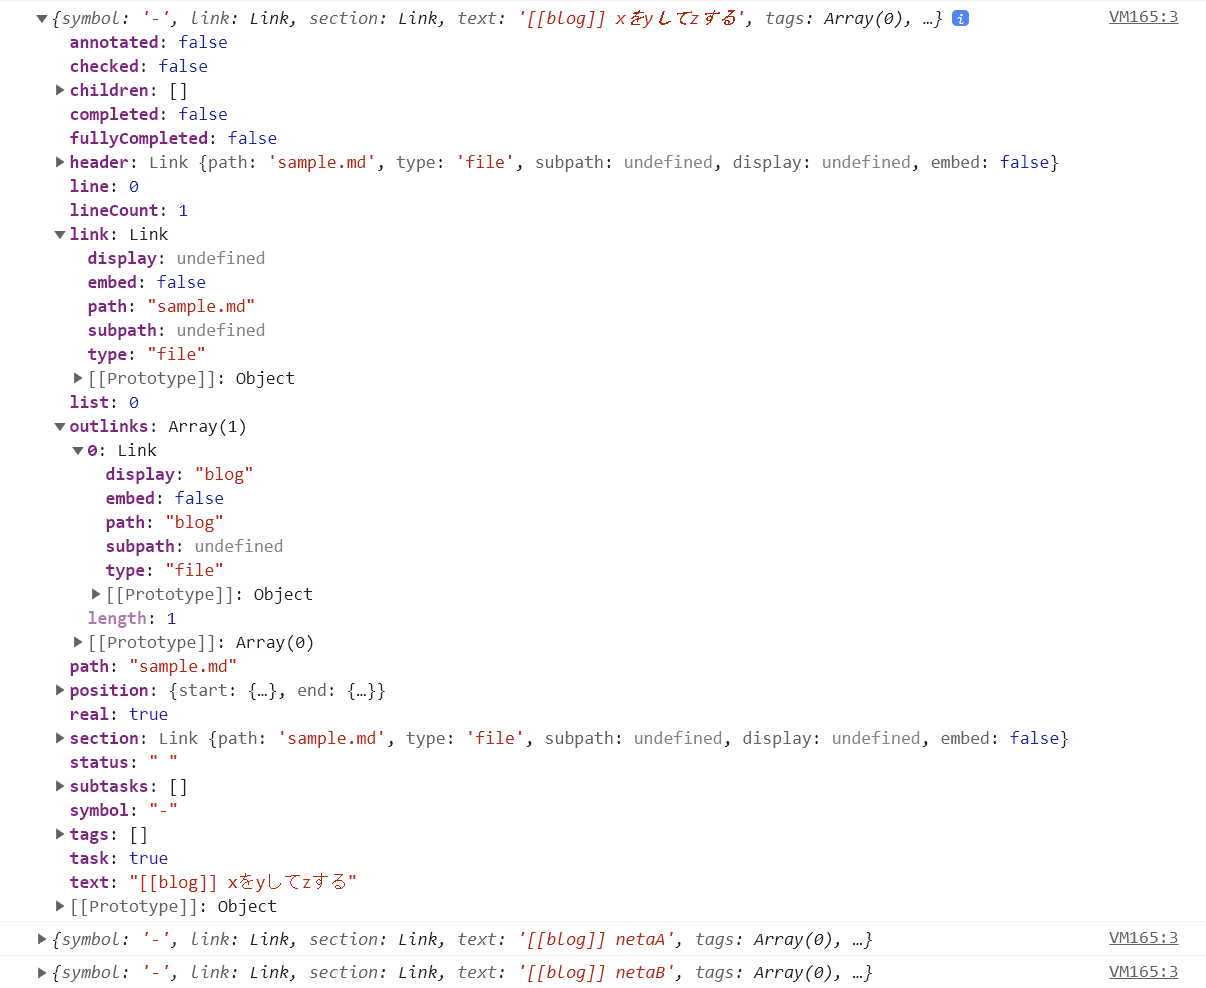 ▼{symbol: '-', link: Link, section: Link, text: '[[blog]] xをyしてzする', tags: Array(0), …} i VM165:3
annotated: false
checked: false
▶children: []
completed: false
fullyCompleted: false
▶header: Link {path: 'sample.md', type: 'file', subpath: undefined, display: undefined, embed: false}
line: 0
lineCount: 1
▼link: Link
display: undefined
embed: false
path: "sample.md"
subpath: undefined
type: "file"
▶[[Prototype]]: Object
list: 0
▼outlinks: Array(1)
▼0: Link
display: "blog"
embed: false
path: "blog"
subpath: undefined
type: "file"
▶[[Prototype]]: Object
length: 1
▶[[Prototype]]: Array(0)
path: "sample.md"
▶position: {start: {…}, end: {…}}
real: true
▶section: Link {path: 'sample.md', type: 'file', subpath: undefined, display: undefined, embed: false}
status: " "
▶subtasks: []
symbol: "-"
▶tags: []
task: true
text: "[[blog]] xをyしてzする"
▶[[Prototype]]: Object
▶{symbol: '-', link: Link, section: Link, text: '[[blog]] netaA', tags: Array(0), …} VM165:3
▶{symbol: '-', link: Link, section: Link, text: '[[blog]] netaB', tags: Array(0), …} VM165:3